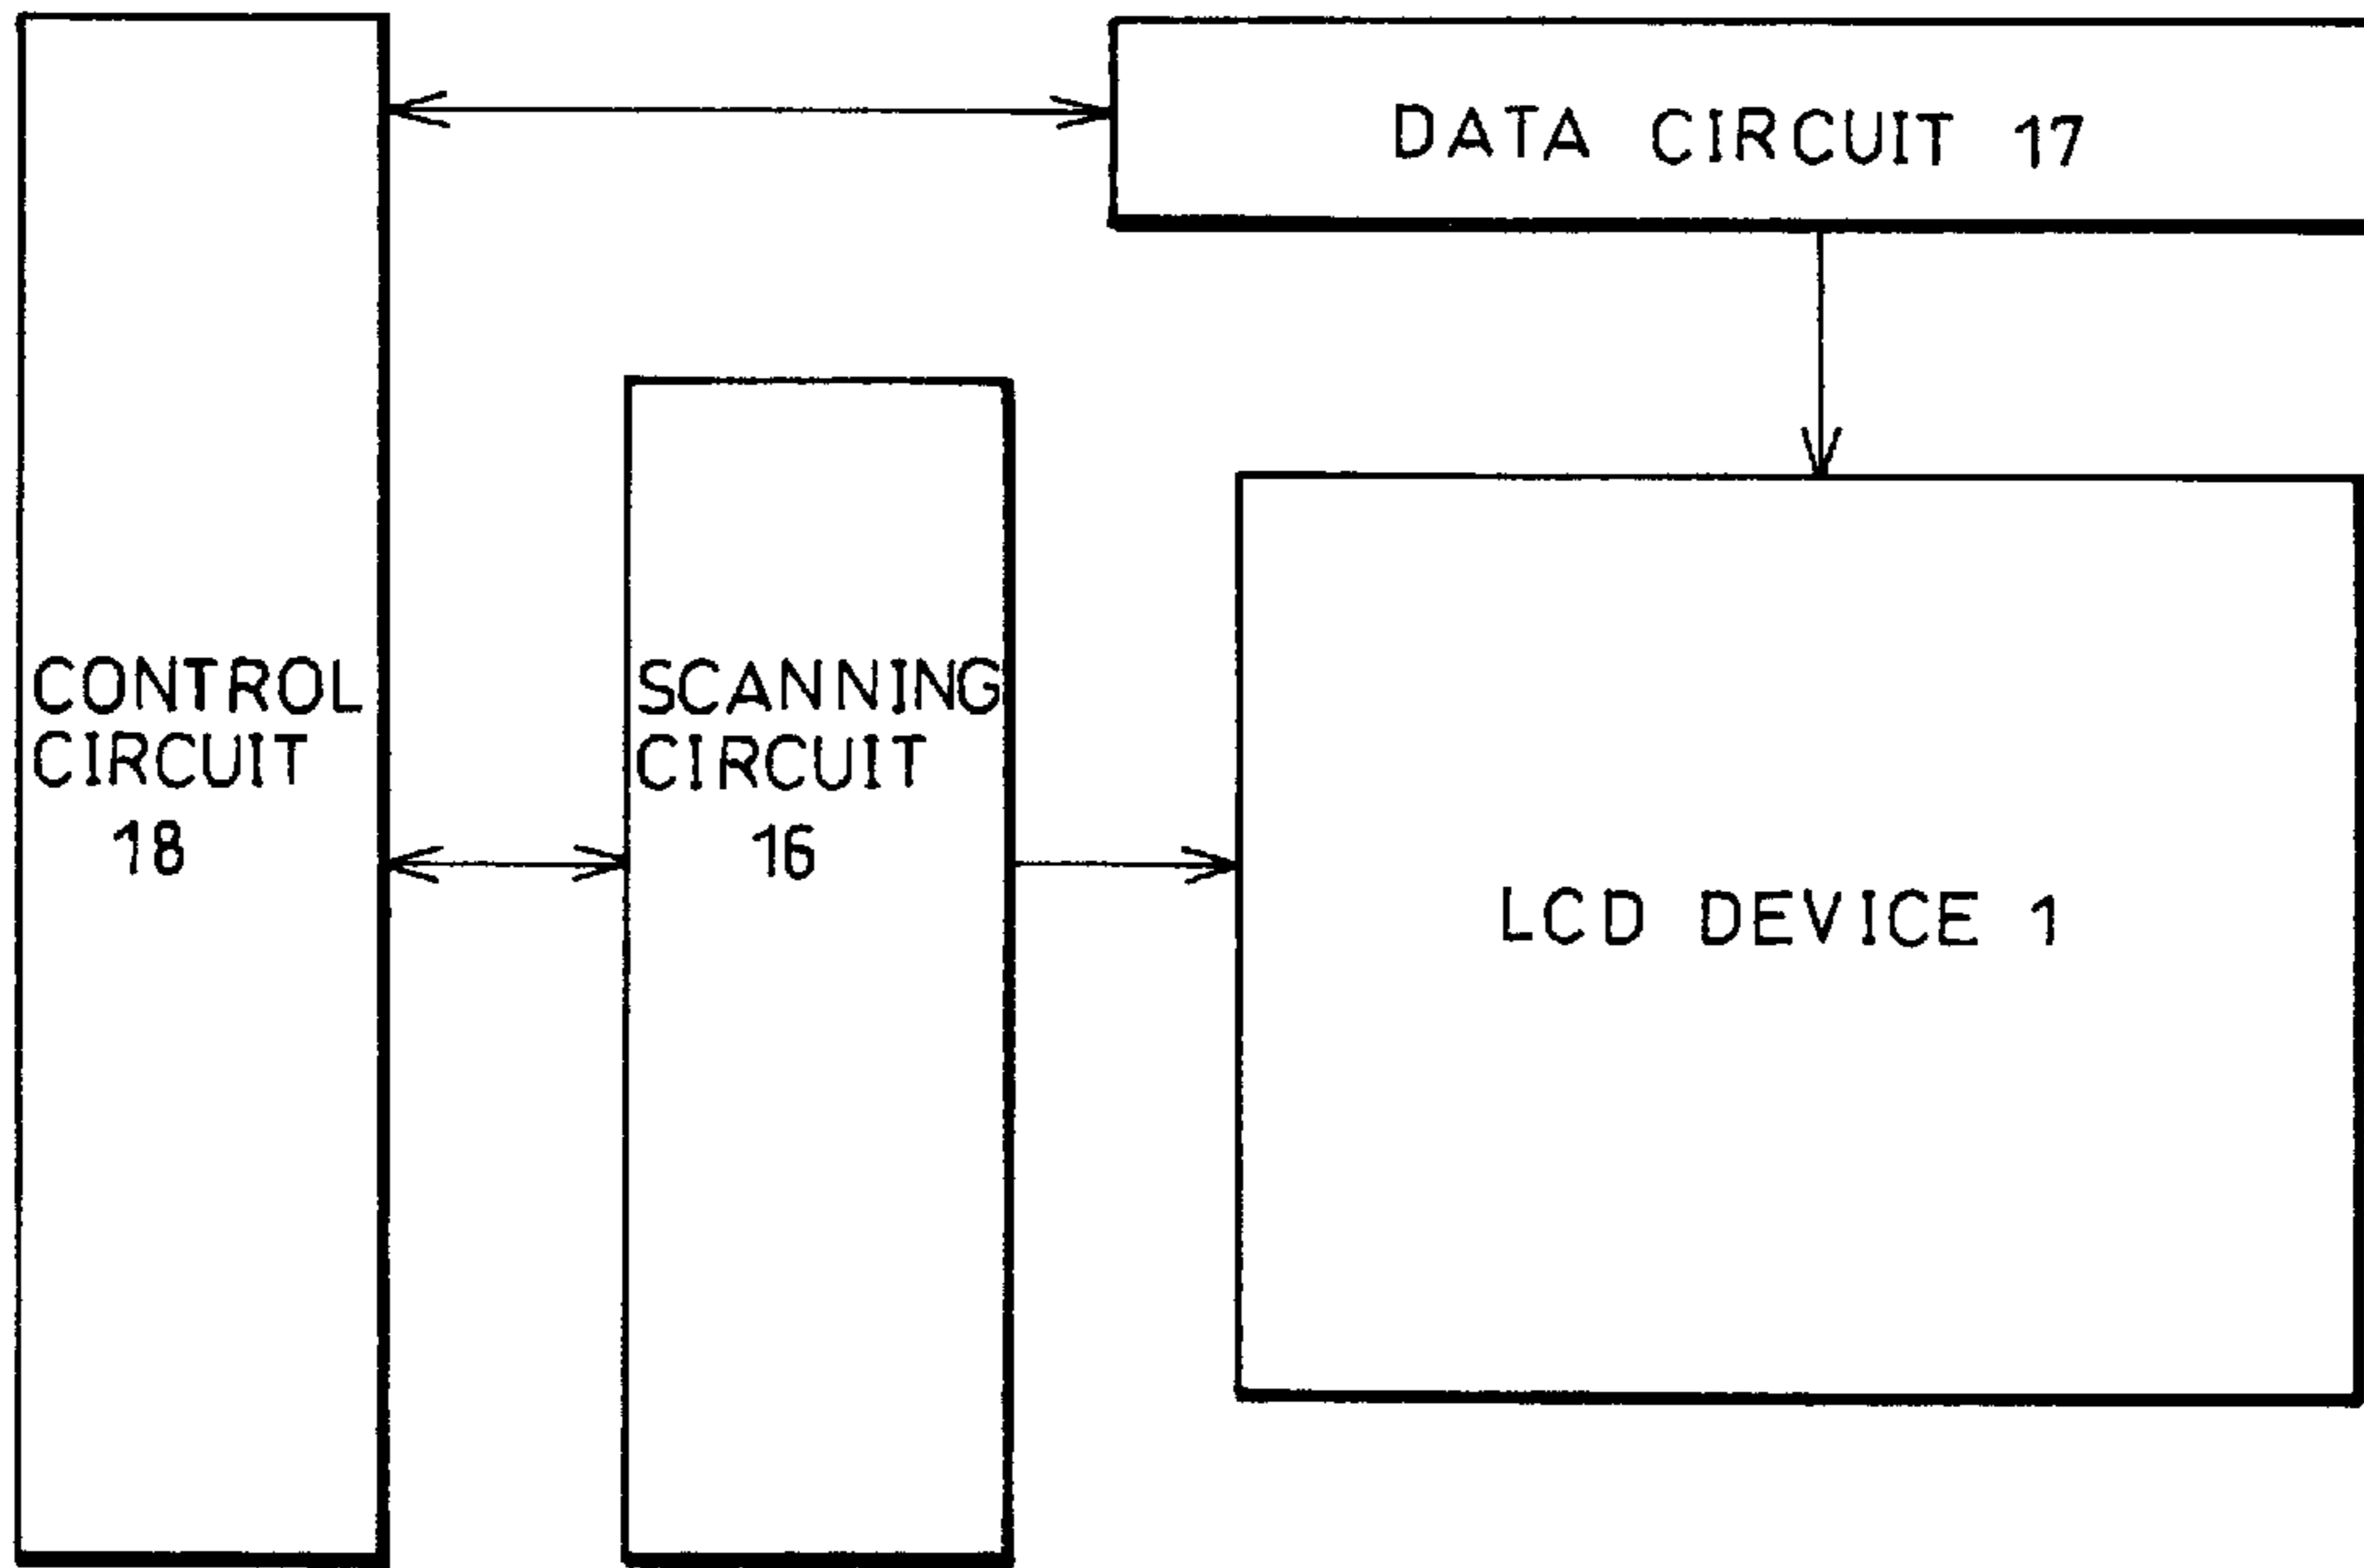 DATA CIRCUIT 17
CONTROL
CIRCUIT
18
SCANNING
CIRCUIT
16
LCD DEVICE 1